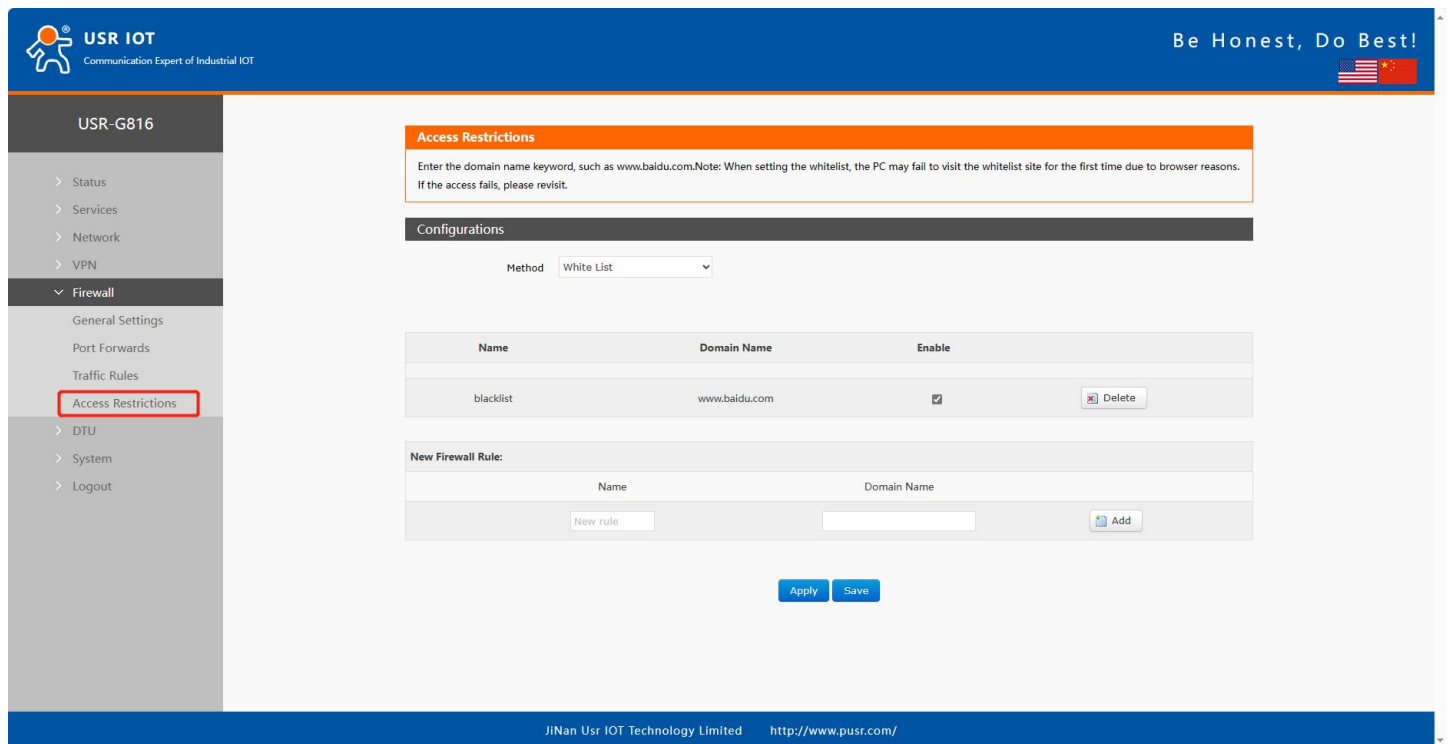 USR IOT
Communication Expert of Industrial IOT
®
Be Honest, Do Best!
USR-G816
Status
Services
Network
VPN
Firewall
General Settings
Port Forwards
Traffic Rules
Access Restrictions
DTU
System
Logout
Access Restrictions
Enter the domain name keyword, such as www.baidu.com.Note: When setting the whitelist, the PC may fail to visit the whitelist site for the first time due to browser reasons.
If the access fails, please revisit.
Configurations
Method White List
Name Domain Name Enable
blacklist www.baidu.com Delete
New Firewall Rule:
Name Domain Name
New rule Add
Apply Save
JiNan Usr IOT Technology Limited http://www.pusr.com/